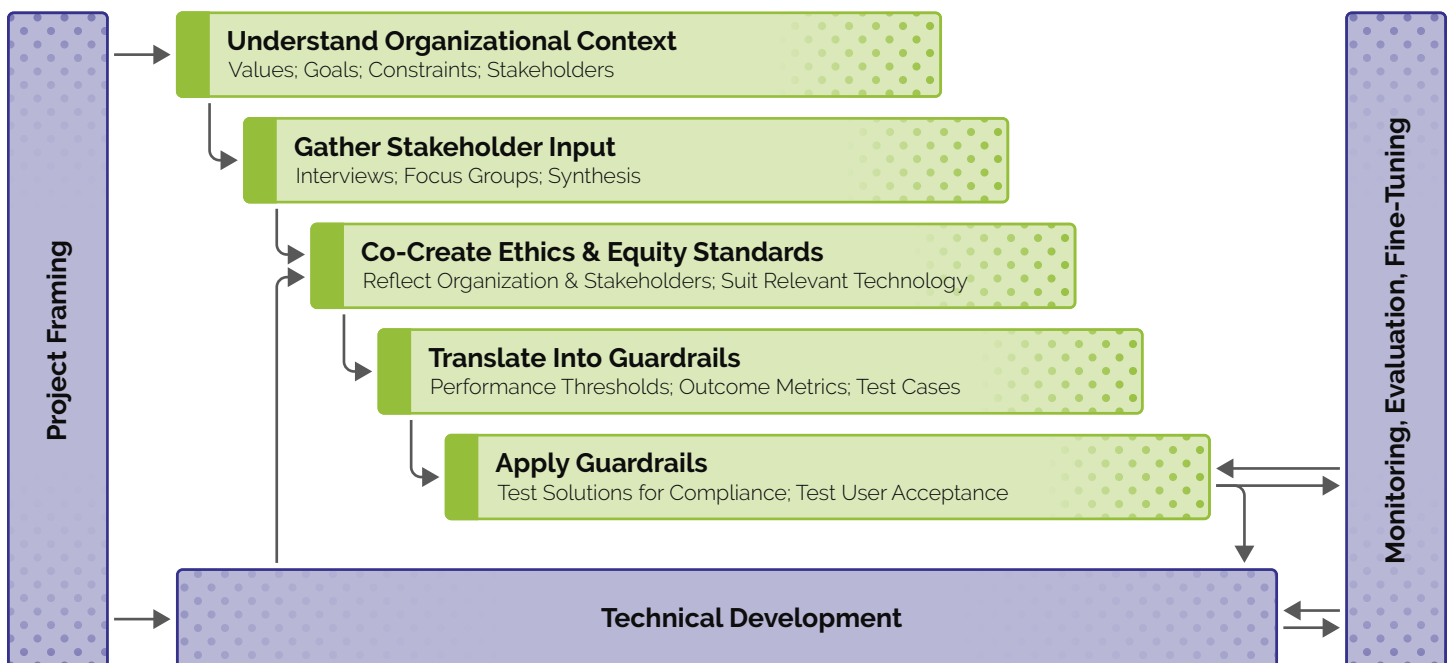 Project Framing
Understand Organizational Context
Values; Goals; Constraints; Stakeholders
Gather Stakeholder Input
Interviews; Focus Groups; Synthesis
Co-Create Ethics & Equity Standards
Reflect Organization & Stakeholders; Suit Relevant Technology
Translate Into Guardrails
Performance Thresholds; Outcome Metrics; Test Cases
Apply Guardrails
Test Solutions for Compliance; Test User Acceptance
Technical Development
Monitoring, Evaluation, Fine-Tuning